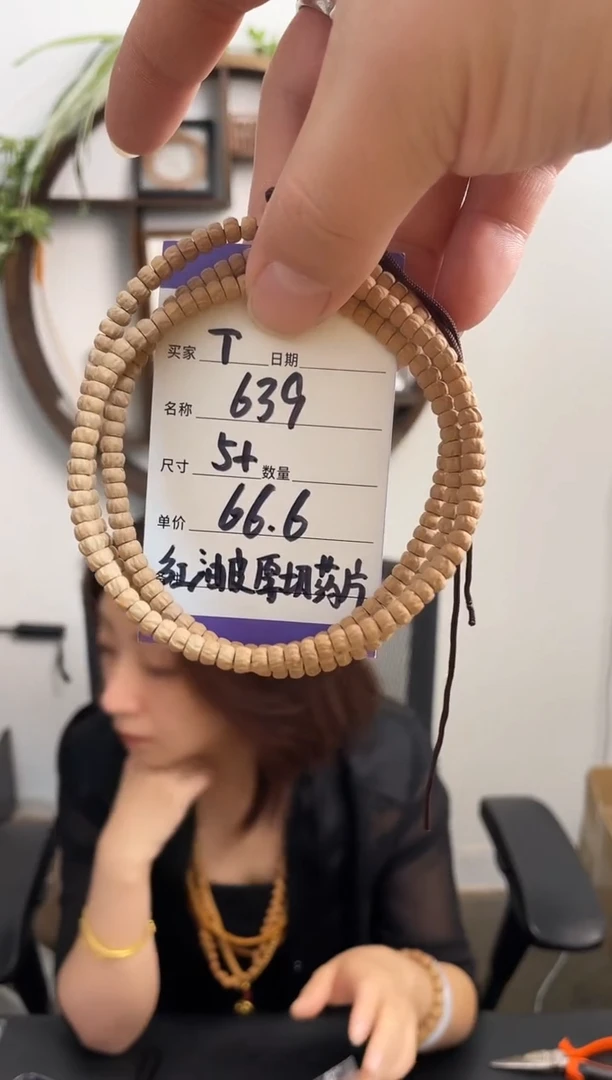 买家 T 日期
名称 639
尺寸 5+ 数量
单价 66.6
红油皮厚切药片